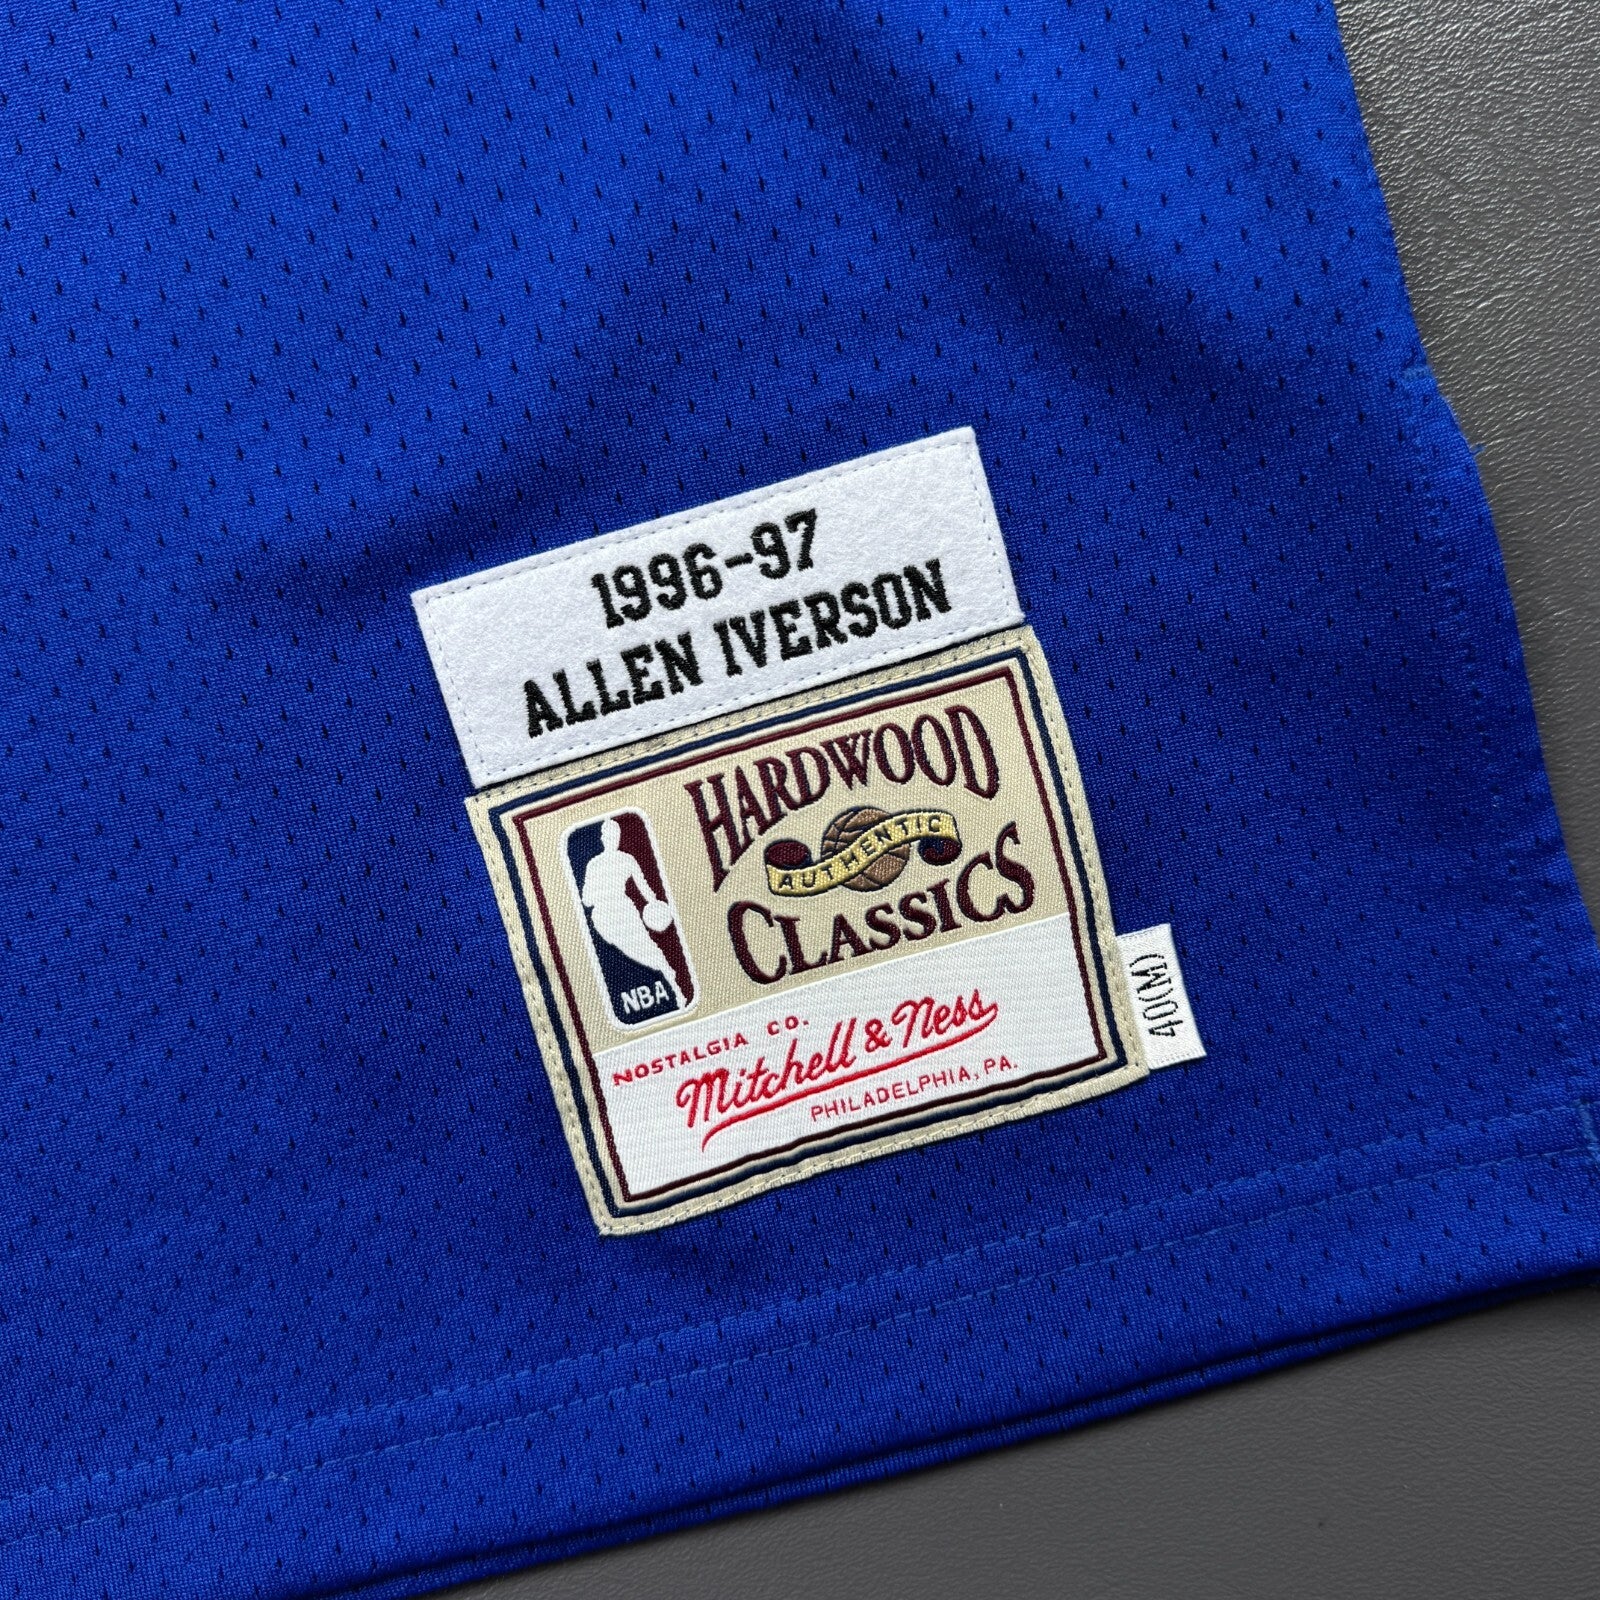 1996-97
ALLEN IVERSON
HARDWOOD
AUTHENTIC
CLASSICS
NBA
NOSTALGIA CO.
Mitchell & Ness
PHILADELPHIA, PA.
40(M)